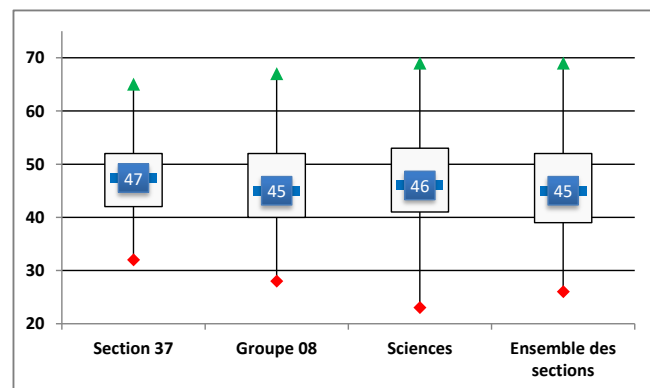 70
60
50
40
30
20
47
45
46
45
Section 37
Groupe 08
Sciences
Ensemble des
sections